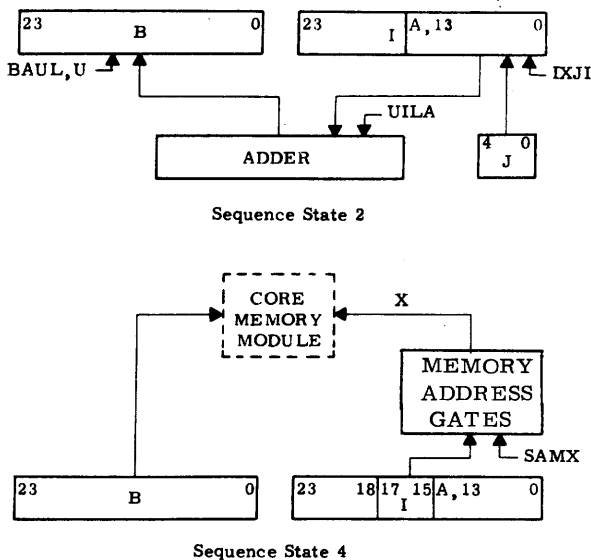 23 B 0
23 I A,13 0
BAUL,U
IXJI
UILA
ADDER
4 0
J
Sequence State 2
CORE
MEMORY
MODULE
X
MEMORY
ADDRESS
GATES
SAMX
23 B 0
23 18 17 15 A,13 0
I
Sequence State 4